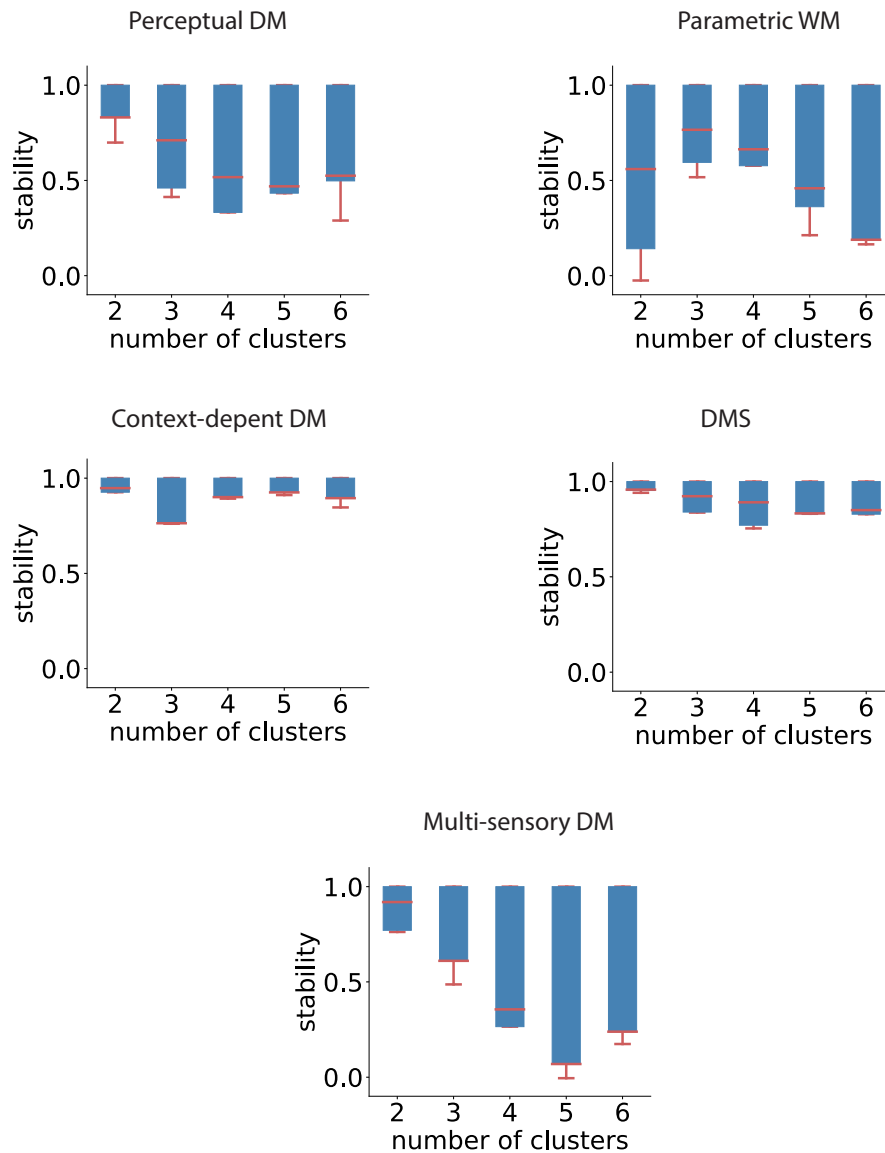 Perceptual DM
Parametric WM
1.0
0.5
0.0
stability
2 3 4 5 6
number of clusters
1.0
0.5
0.0
stability
2 3 4 5 6
number of clusters
Context-depent DM
DMS
1.0
0.5
0.0
stability
2 3 4 5 6
number of clusters
1.0
0.5
0.0
stability
2 3 4 5 6
number of clusters
Multi-sensory DM
1.0
0.5
0.0
stability
2 3 4 5 6
number of clusters